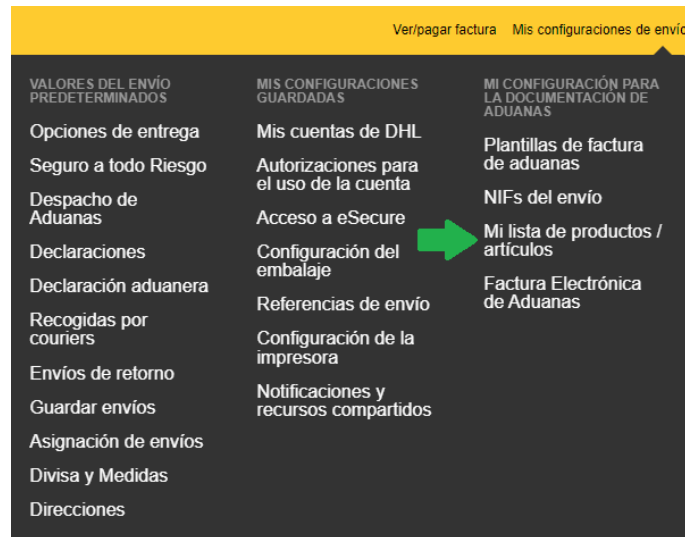 Ver/pagar factura Mis configuraciones de envío
VALORES DEL ENVÍO
PREDETERMINADOS
Opciones de entrega
Seguro a todo Riesgo
Despacho de
Aduanas
Declaraciones
Declaración aduanera
Recogidas por
couriers
Envíos de retorno
Guardar envíos
Asignación de envíos
Divisa y Medidas
Direcciones
MIS CONFIGURACIONES
GUARDADAS
Mis cuentas de DHL
Autorizaciones para
el uso de la cuenta
Acceso a eSecure
Configuración del
embalaje
Referencias de envío
Configuración de la
impresora
Notificaciones y
recursos compartidos
MI CONFIGURACIÓN PARA
LA DOCUMENTACIÓN DE
ADUANAS
Plantillas de factura
de aduanas
NIFs del envío
Mi lista de productos /
artículos
Factura Electrónica
de Aduanas